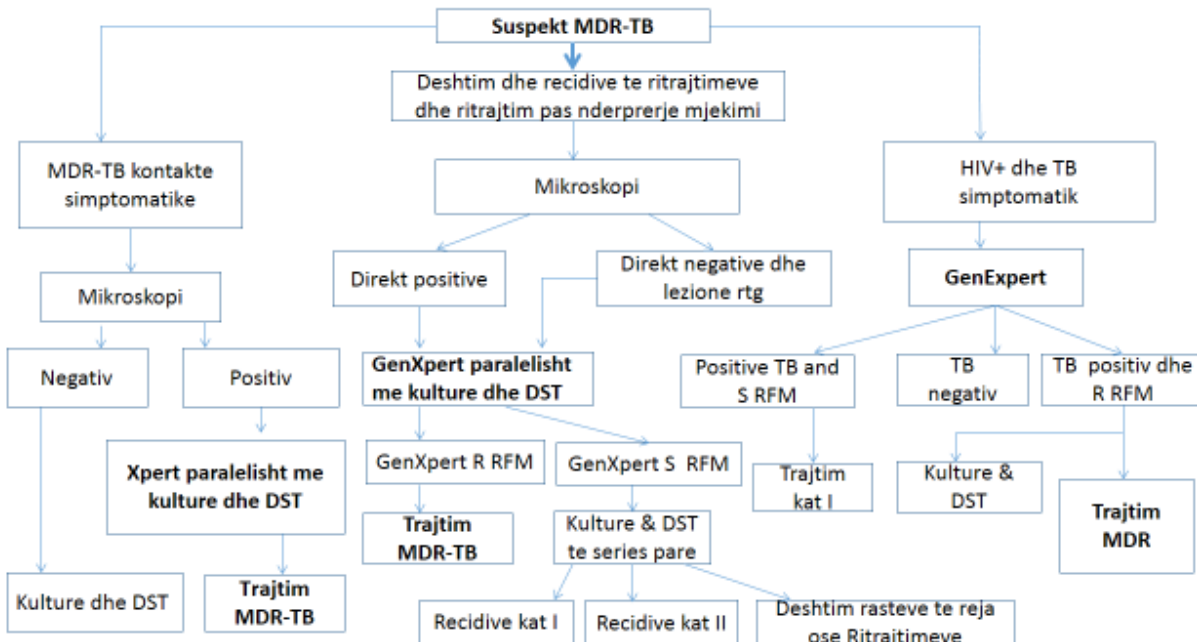 Suspekt MDR-TB
Deshtim dhe recidive te ritrajtimeve
dhe ritrajtim pas nderprerje mjekimi
MDR-TB kontakte
simptomatike
Mikroskopi
HIV+ dhe TB
simptomatik
Mikroskopi
Direkt positive
Direkt negative dhe
lezione rtg
GenExpert
Negativ
Positiv
GenXpert paralelisht
me kulture dhe DST
Positive TB and
S RFM
TB
negativ
TB positiv dhe
R RFM
Xpert paralelisht me
kulture dhe DST
GenXpert R RFM
GenXpert S RFM
Trajtim
kat I
Kulture &
DST
Trajtim
MDR
Trajtim
MDR-TB
Kulture & DST
te series pare
Kulture dhe DST
Trajtim
MDR-TB
Recidive kat I
Recidive kat II
Deshtim rasteve te reja
ose Ritrajtimeve